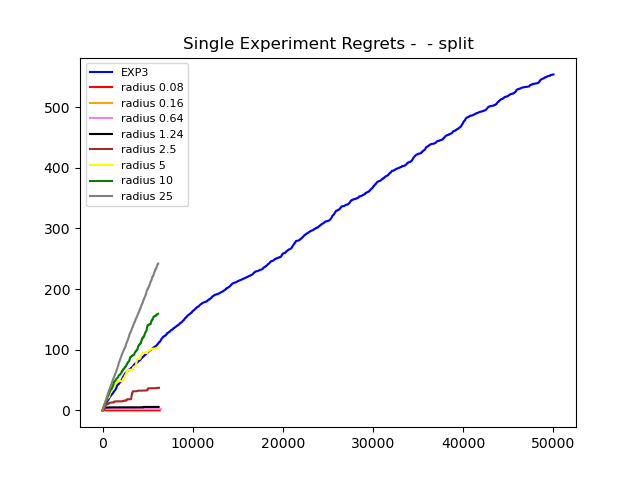 Single Experiment Regrets -  - split
EXP3
radius 0.08
radius 0.16
radius 0.64
radius 1.24
radius 2.5
radius 5
radius 10
radius 25
500
400
300
200
100
0
0 10000 20000 30000 40000 50000